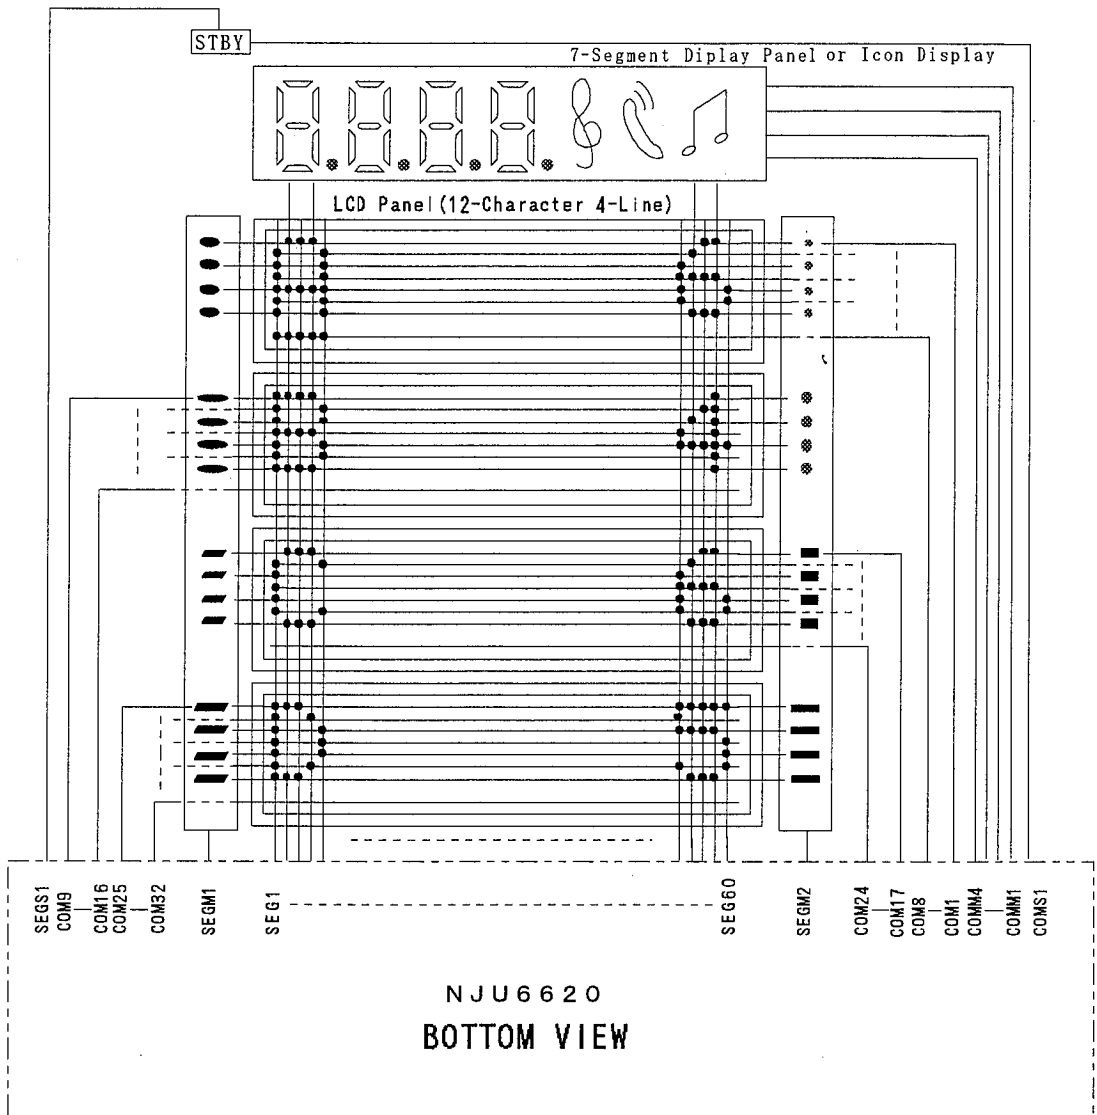 STBY
7-Segment Diplay Panel or Icon Display
LCD Panel(12-Character 4-Line)
SEGS1
COM9
COM16
COM25
COM32
SEGM1
SEG1
SEG60
SEGM2
COM24
COM17
COM8
COM1
COMM4
COMM1
COMS1
NJU6620
BOTTOM VIEW